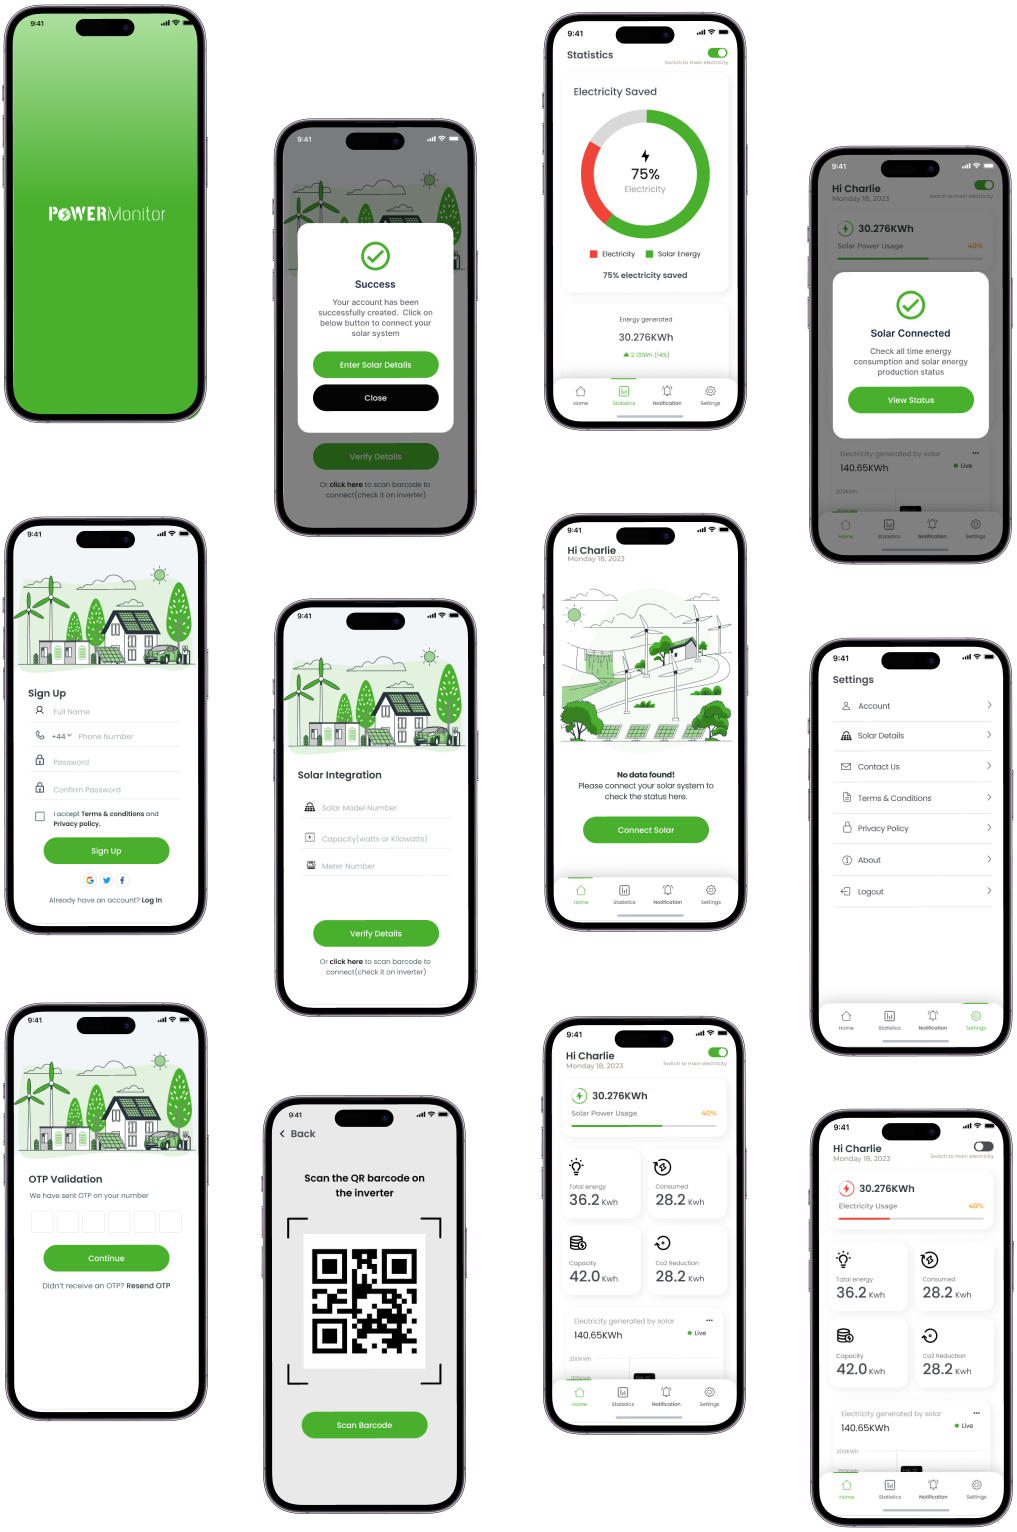 9:41
POWERMonitor
9:41
Sign Up
Full Name
+44 Phone Number
Password
Confirm Password
I accept Terms & conditions and
Privacy policy.
Sign Up
Already have an account? Log In
9:41
OTP Validation
We have sent OTP on your number
Continue
Didn't receive an OTP? Resend OTP
9:41
Success
Your account has been
successfully created. Click on
below button to connect your
solar system
Enter Solar Details
Close
Verify Details
Or click here to scan barcode to
connect(check it on inverter)
9:41
Solar Integration
Solar Model Number
Capacity(watts or Kilowatts)
Meter Number
Verify Details
Or click here to scan barcode to
connect(check it on inverter)
9:41
Back
Scan the QR barcode on
the inverter
Scan Barcode
9:41
Statistics
Switch to main electricity
Electricity Saved
75%
Electricity
Electricity Solar Energy
75% electricity saved
Energy generated
30.276KWh
2 131Wh (14%)
Home Statistics Notification Settings
9:41
Hi Charlie
Monday 18, 2023
No data found!
Please connect your solar system to
check the status here.
Connect Solar
Home Statistics Notification Settings
9:41
Hi Charlie
Monday 18, 2023
Switch to main electricity
30.276KWh
Solar Power Usage 40%
Total energy
36.2 Kwh
Consumed
28.2 Kwh
Capacity
42.0 Kwh
Co2 Reduction
28.2 Kwh
Electricity generated by solar
140.65KWh
Live
200KWh
Home Statistics Notification Settings
9:41
Hi Charlie
Monday 18, 2023
Switch to main electricity
30.276KWh
Solar Power Usage 40%
Solar Connected
Check all time energy
consumption and solar energy
production status
View Status
Electricity generated by solar
140.65KWh
Live
200KWh
Home Statistics Notification Settings
9:41
Settings
Account
Solar Details
Contact Us
Terms & Conditions
Privacy Policy
About
Logout
Home Statistics Notification Settings
9:41
Hi Charlie
Monday 18, 2023
Switch to main electricity
30.276KWh
Electricity Usage 40%
Total energy
36.2 Kwh
Consumed
28.2 Kwh
Capacity
42.0 Kwh
Co2 Reduction
28.2 Kwh
Electricity generated by solar
140.65KWh
Live
200KWh
Home Statistics Notification Settings